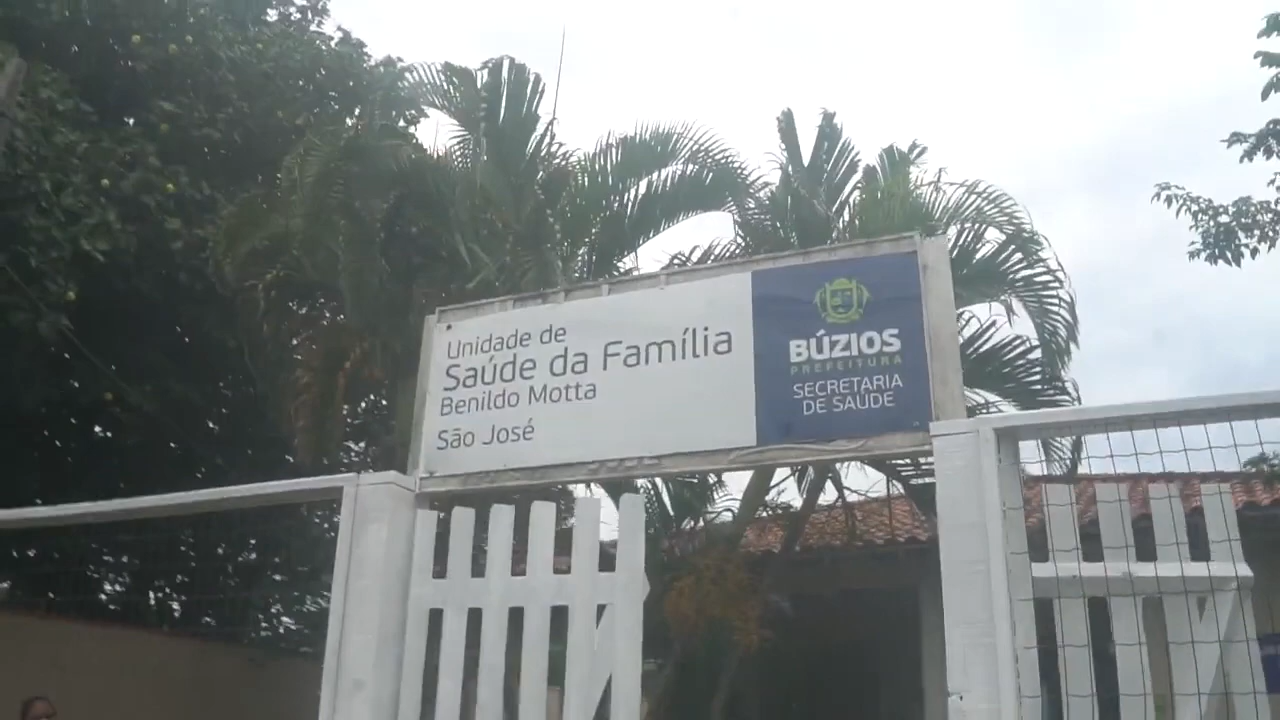 Unidade de
Saúde da Família
Benildo Motta
São José
BÚZIOS
PREFEITURA
SECRETARIA
DE SAÚDE